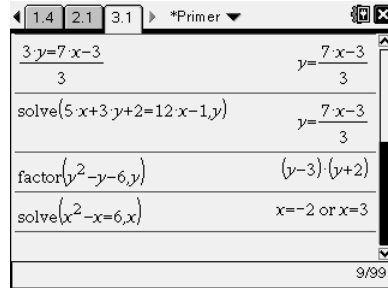 1.4 2.1 3.1 *Primer
3·y=7·x−3
3
y=7·x−3
3
solve(5·x+3·y+2=12·x−1,y)
y=7·x−3
3
factor(y²−y−6,y)
(y−3)·(y+2)
solve(x²−x=6,x)
x=−2 or x=3
9/99